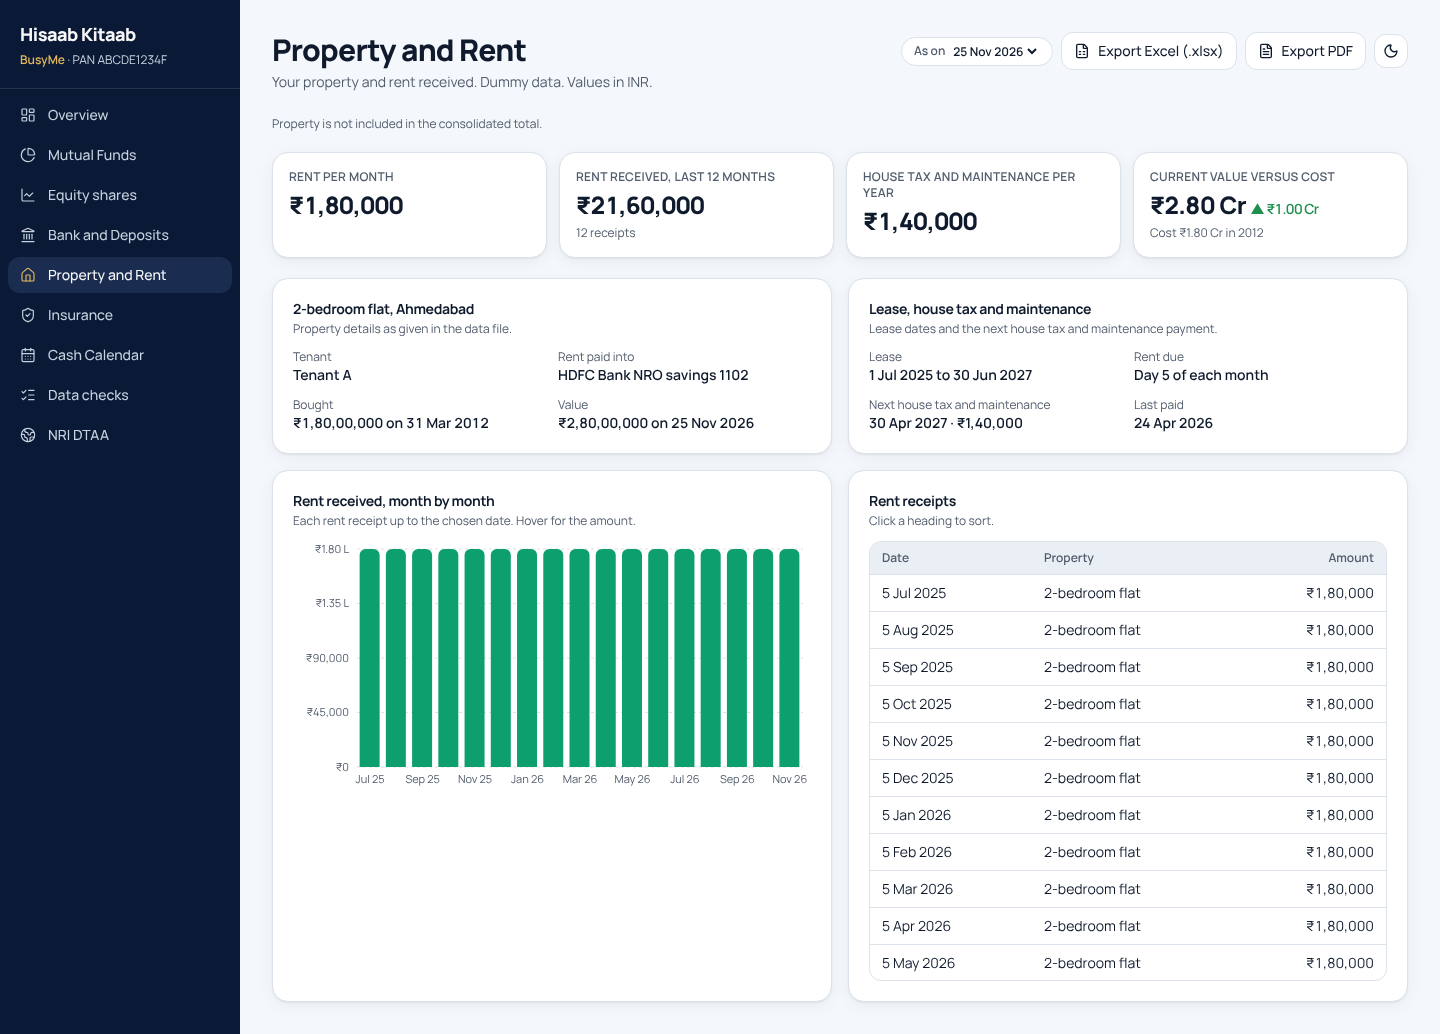 Hisaab Kitaab
BusyMe · PAN ABCDE1234F
Overview
Mutual Funds
Equity shares
Bank and Deposits
Property and Rent
Insurance
Cash Calendar
Data checks
NRI DTAA
Property and Rent
As on 25 Nov 2026
Export Excel (.xlsx)
Export PDF
Your property and rent received. Dummy data. Values in INR.
Property is not included in the consolidated total.
RENT PER MONTH
₹1,80,000
RENT RECEIVED, LAST 12 MONTHS
₹21,60,000
12 receipts
HOUSE TAX AND MAINTENANCE PER
YEAR
₹1,40,000
CURRENT VALUE VERSUS COST
₹2.80 Cr ▲ ₹1.00 Cr
Cost ₹1.80 Cr in 2012
2-bedroom flat, Ahmedabad
Property details as given in the data file.
Tenant
Tenant A
Rent paid into
HDFC Bank NRO savings 1102
Bought
₹1,80,00,000 on 31 Mar 2012
Value
₹2,80,00,000 on 25 Nov 2026
Lease, house tax and maintenance
Lease dates and the next house tax and maintenance payment.
Lease
1 Jul 2025 to 30 Jun 2027
Rent due
Day 5 of each month
Next house tax and maintenance
30 Apr 2027 · ₹1,40,000
Last paid
24 Apr 2026
Rent received, month by month
Each rent receipt up to the chosen date. Hover for the amount.
₹1.80 L
₹1.35 L
₹90,000
₹45,000
₹0
Jul 25 Sep 25 Nov 25 Jan 26 Mar 26 May 26 Jul 26 Sep 26 Nov 26
Rent receipts
Click a heading to sort.
Date Property Amount
5 Jul 2025 2-bedroom flat ₹1,80,000
5 Aug 2025 2-bedroom flat ₹1,80,000
5 Sep 2025 2-bedroom flat ₹1,80,000
5 Oct 2025 2-bedroom flat ₹1,80,000
5 Nov 2025 2-bedroom flat ₹1,80,000
5 Dec 2025 2-bedroom flat ₹1,80,000
5 Jan 2026 2-bedroom flat ₹1,80,000
5 Feb 2026 2-bedroom flat ₹1,80,000
5 Mar 2026 2-bedroom flat ₹1,80,000
5 Apr 2026 2-bedroom flat ₹1,80,000
5 May 2026 2-bedroom flat ₹1,80,000